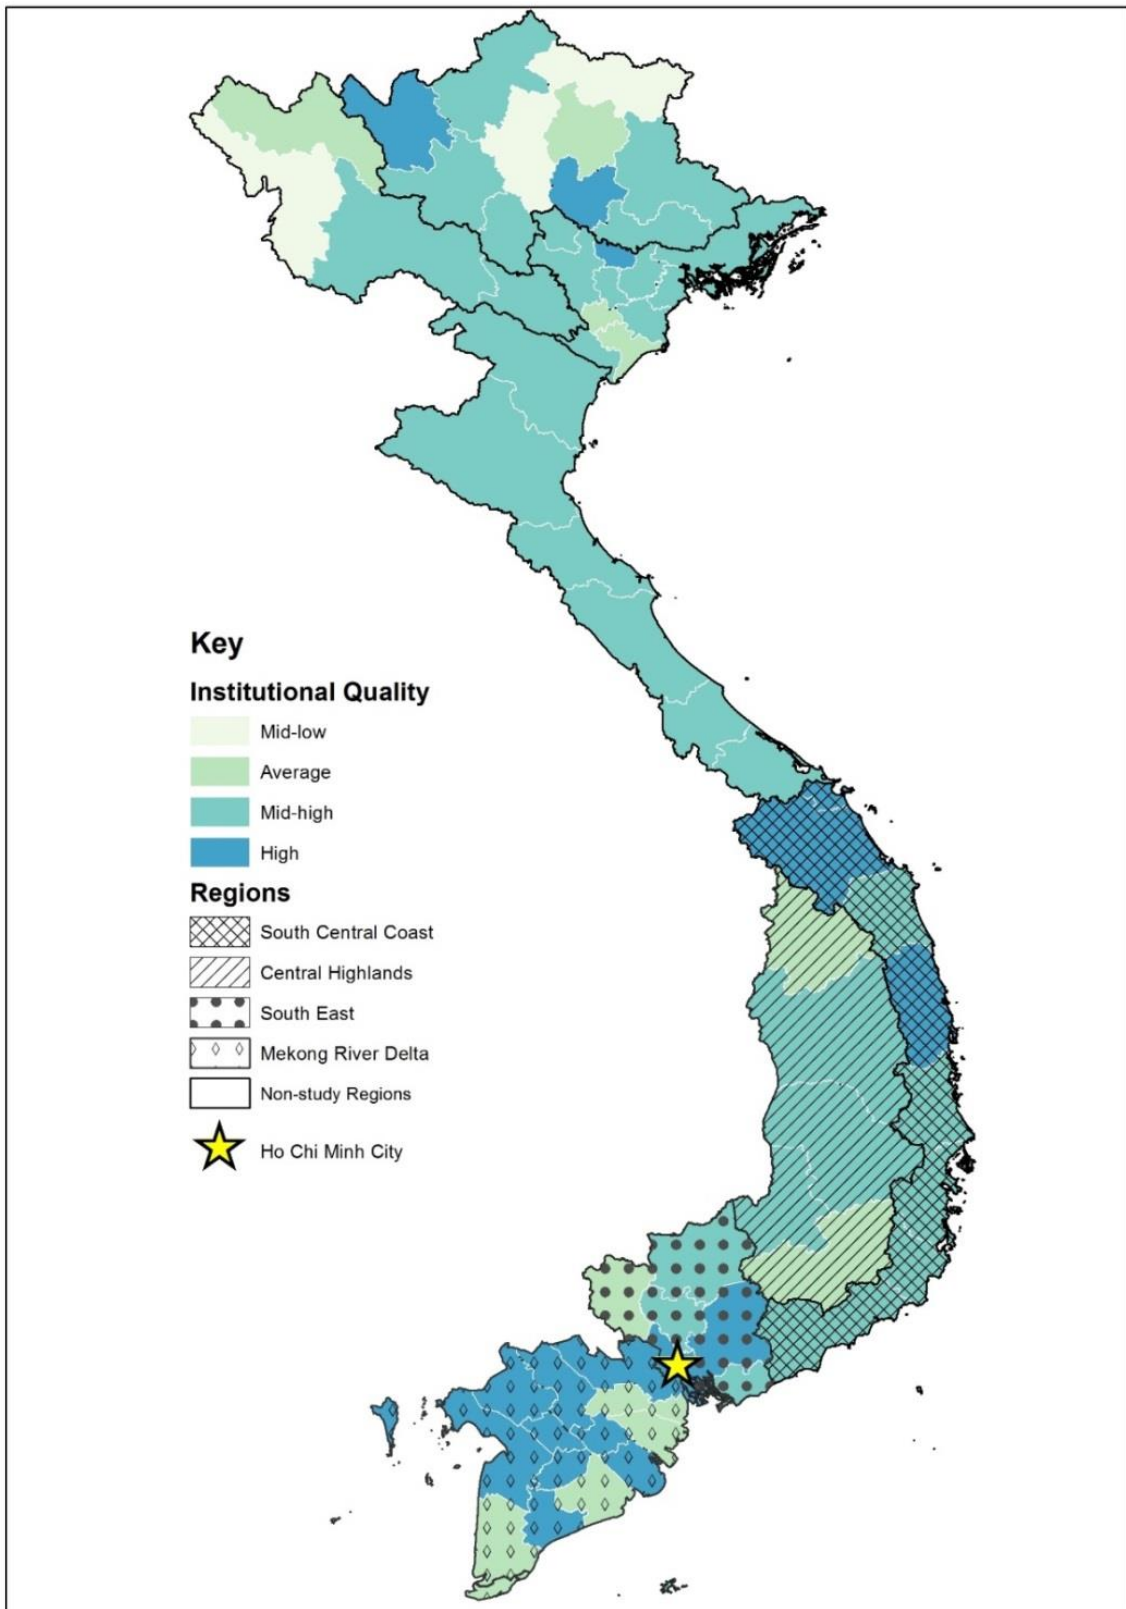 Key
Institutional Quality
Mid-low
Average
Mid-high
High
Regions
South Central Coast
Central Highlands
South East
Mekong River Delta
Non-study Regions
Ho Chi Minh City